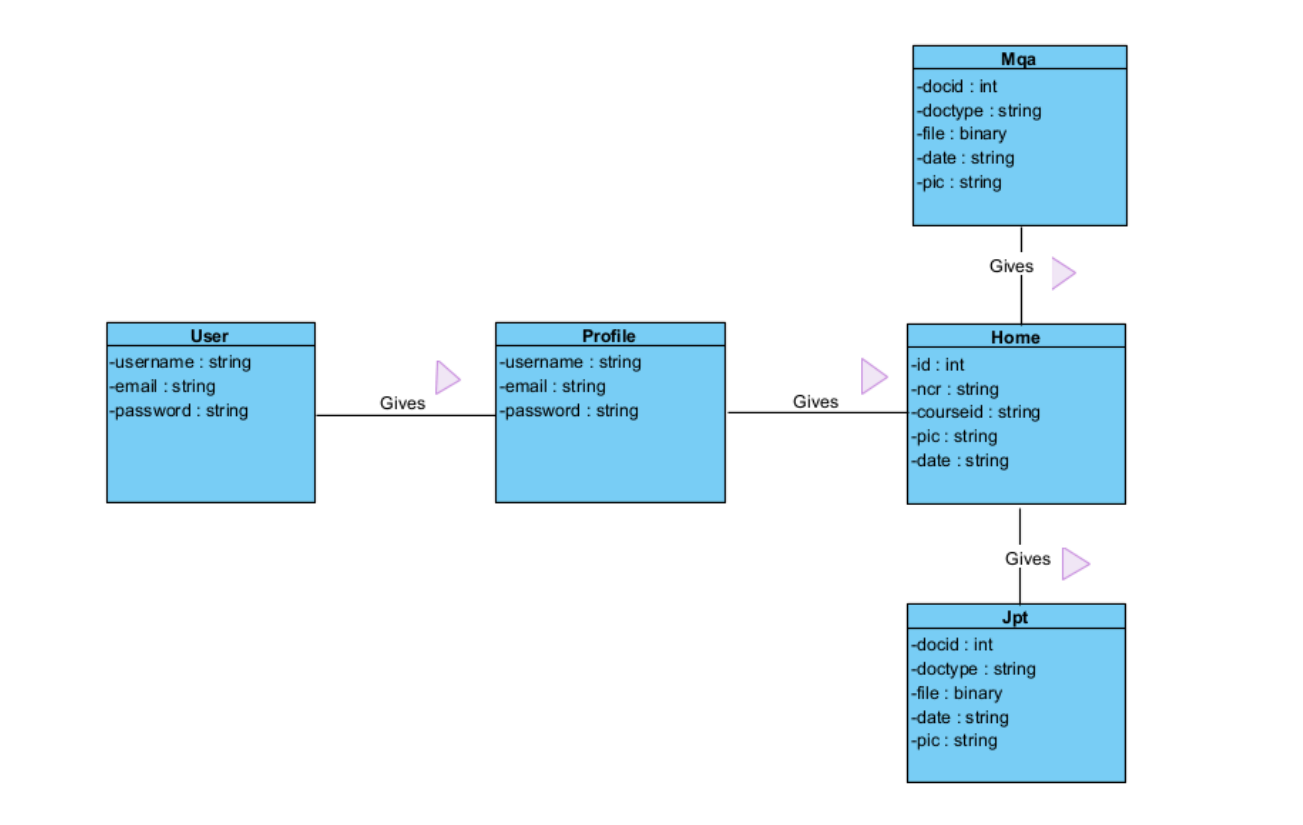 Mqa
-docid : int
-doctype : string
-file : binary
-date : string
-pic : string
Gives
User
-username : string
-email : string
-password : string
Gives
Profile
-username : string
-email : string
-password : string
Gives
Home
-id : int
-ncr : string
-courseid : string
-pic : string
-date : string
Gives
Jpt
-docid : int
-doctype : string
-file : binary
-date : string
-pic : string